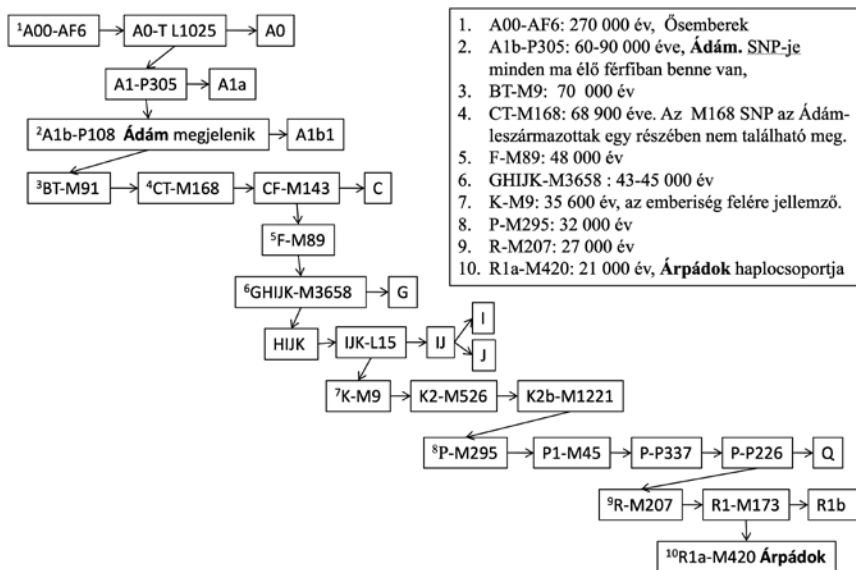 ¹A00-AF6 A0-T L1025 A0
A1-P305 A1a
²A1b-P108 Ádám megjelenik A1b1
³BT-M91 ⁴CT-M168 CF-M143 C
⁵F-M89
⁶GHIJK-M3658 G
HIJK IJK-L15 IJ I
J
⁷K-M9 K2-M526 K2b-M1221
⁸P-M295 P1-M45 P-P337 P-P226 Q
⁹R-M207 R1-M173 R1b
¹⁰R1a-M420 Árpádok
1. A00-AF6: 270 000 év, Ősemberek
2. A1b-P305: 60-90 000 éve, Ádám. SNP-je
minden ma élő férfiban benne van,
3. BT-M9: 70 000 év
4. CT-M168: 68 900 éve. Az M168 SNP az Ádám-
leszármazottak egy részében nem található meg.
5. F-M89: 48 000 év
6. GHIJK-M3658 : 43-45 000 év
7. K-M9: 35 600 év, az emberiség felére jellemző.
8. P-M295: 32 000 év
9. R-M207: 27 000 év
10. R1a-M420: 21 000 év, Árpádok haplocsoportja